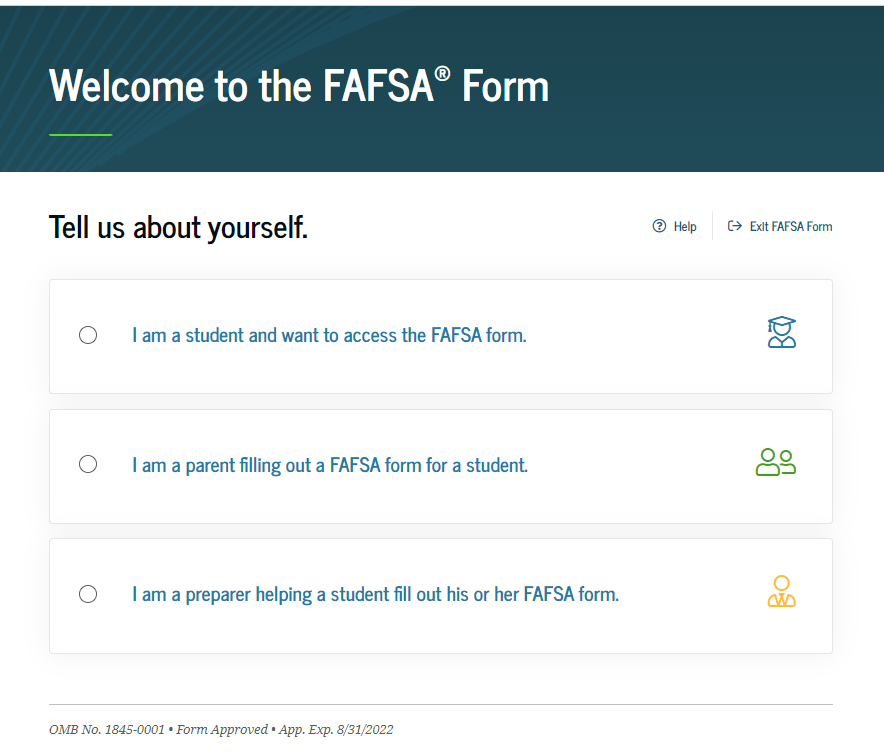 Welcome to the FAFSA® Form
Tell us about yourself.
Help
Exit FAFSA Form
I am a student and want to access the FAFSA form.
I am a parent filling out a FAFSA form for a student.
I am a preparer helping a student fill out his or her FAFSA form.
OMB No. 1845-0001 • Form Approved • App. Exp. 8/31/2022